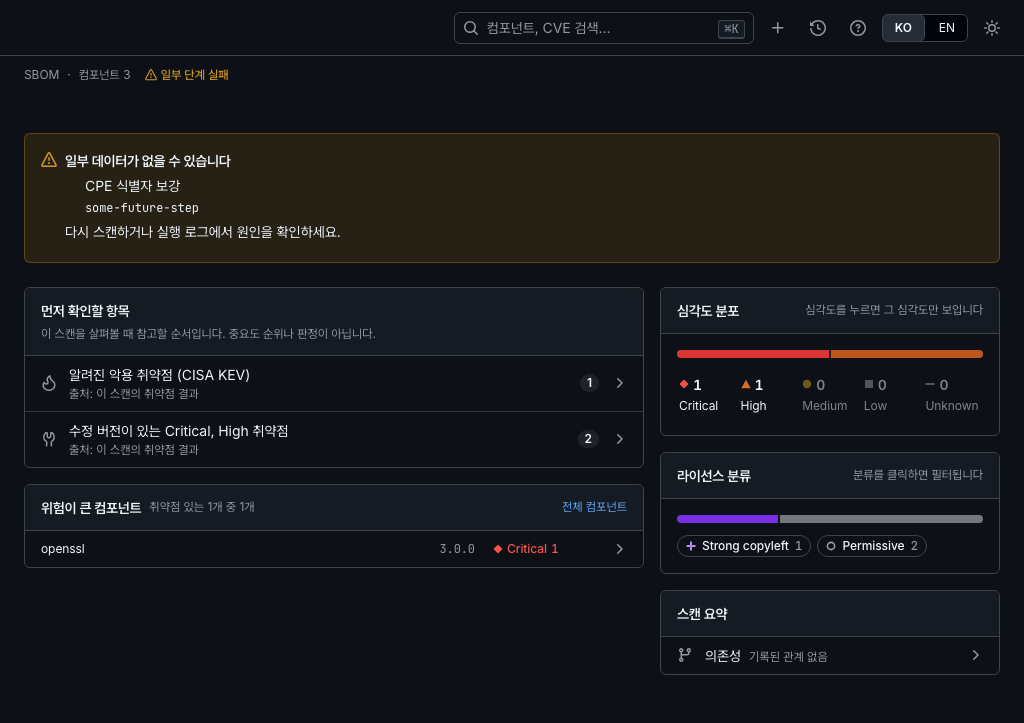 컴포넌트, CVE 검색... ⌘K KO EN
SBOM · 컴포넌트 3 일부 단계 실패
일부 데이터가 없을 수 있습니다
CPE 식별자 보강
some-future-step
다시 스캔하거나 실행 로그에서 원인을 확인하세요.
먼저 확인할 항목
이 스캔을 살펴볼 때 참고할 순서입니다. 중요도 순위나 판정이 아닙니다.
알려진 악용 취약점 (CISA KEV) 1
출처: 이 스캔의 취약점 결과
수정 버전이 있는 Critical, High 취약점 2
출처: 이 스캔의 취약점 결과
위험이 큰 컴포넌트 취약점 있는 1개 중 1개 전체 컴포넌트
openssl 3.0.0 Critical 1
심각도 분포 심각도를 누르면 그 심각도만 보입니다
1 1 0 0 0
Critical High Medium Low Unknown
라이선스 분류 분류를 클릭하면 필터됩니다
Strong copyleft 1 Permissive 2
스캔 요약
의존성 기록된 관계 없음